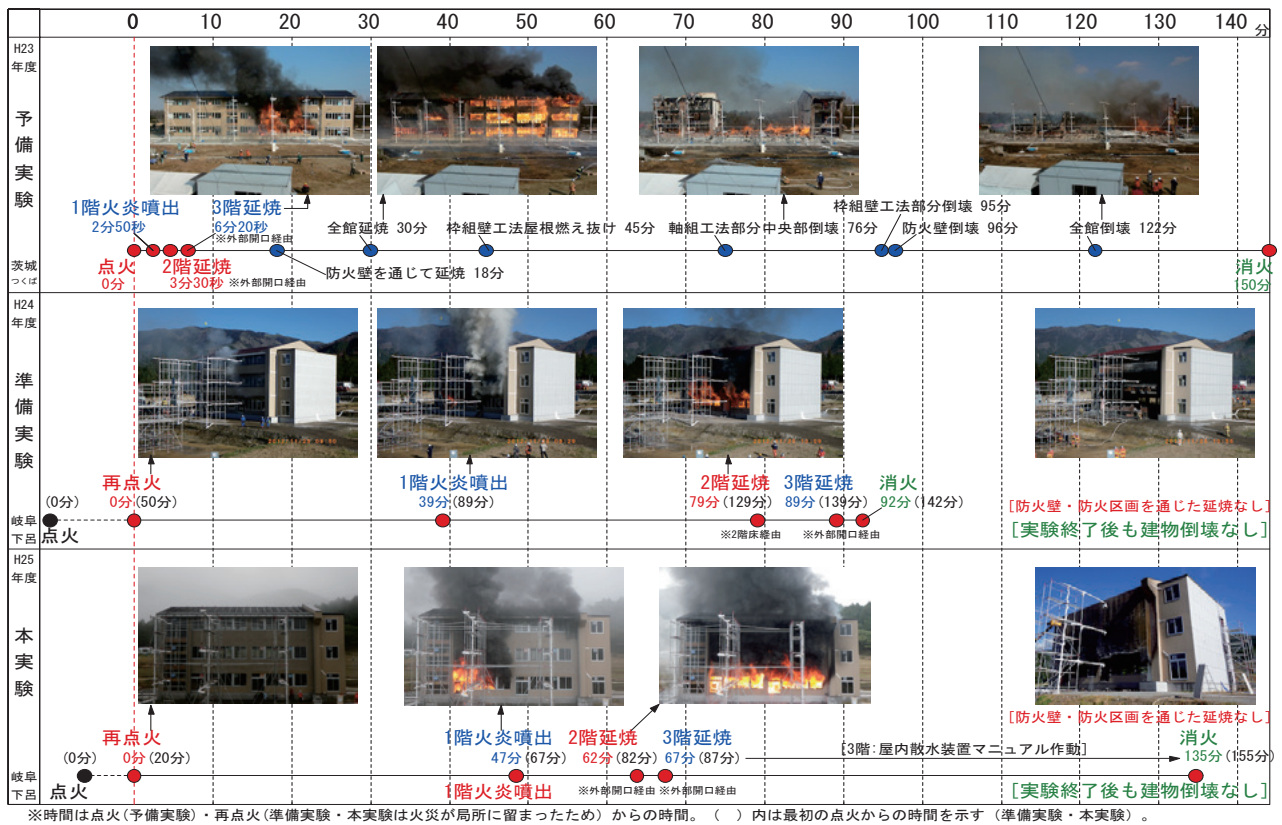 0 10 20 30 40 50 60 70 80 90 100 110 120 130 140 分
H23
年度
予備実験
茨城
つくば
1階火炎噴出
2分50秒
3階延焼
6分20秒
※外部開口経由
点火
0分
2階延焼
3分30秒 ※外部開口経由
防火壁を通じて延焼 18分
全館延焼 30分
枠組壁工法屋根燃え抜け 45分
軸組工法部分中央部倒壊 76分
枠組壁工法部分倒壊 95分
防火壁倒壊 96分
全館倒壊 122分
消火
150分
H24
年度
準備実験
岐阜
下呂
(0分)
点火
再点火
0分(50分)
1階火炎噴出
39分(89分)
2階延焼
79分(129分)
※2階床経由
3階延焼
89分(139分)
※外部開口経由
消火
92分(142分)
[防火壁・防火区画を通じた延焼なし]
[実験終了後も建物倒壊なし]
H25
年度
本実験
岐阜
下呂
(0分)
点火
再点火
0分(20分)
1階火炎噴出
47分(67分)
1階火炎噴出
2階延焼
62分(82分)
※外部開口経由
3階延焼
67分(87分)
※外部開口経由
[3階:屋内散水装置マニュアル作動]
[防火壁・防火区画を通じた延焼なし]
消火
135分(155分)
[実験終了後も建物倒壊なし]
※時間は点火(予備実験)・再点火(準備実験・本実験は火災が局所に留まったため)からの時間。( )内は最初の点火からの時間を示す(準備実験・本実験)。